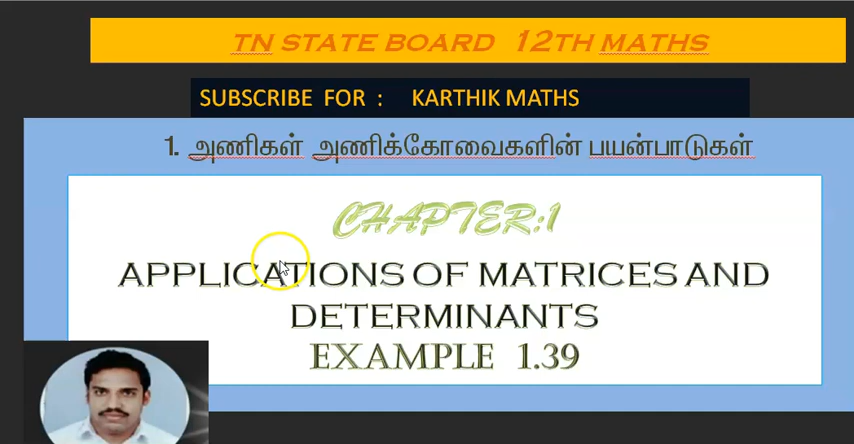 TN STATE BOARD 12TH MATHS
SUBSCRIBE FOR : KARTHIK MATHS
1. அணிகள் அணிக்கோவைகளின் பயன்பாடுகள்
CHAPTER:1
APPLICATIONS OF MATRICES AND
DETERMINANTS
EXAMPLE 1.39